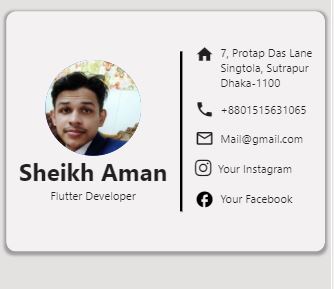 Sheikh Aman
Flutter Developer
7, Protap Das Lane
Singtola, Sutrapur
Dhaka-1100
+8801515631065
Mail@gmail.com
Your Instagram
Your Facebook